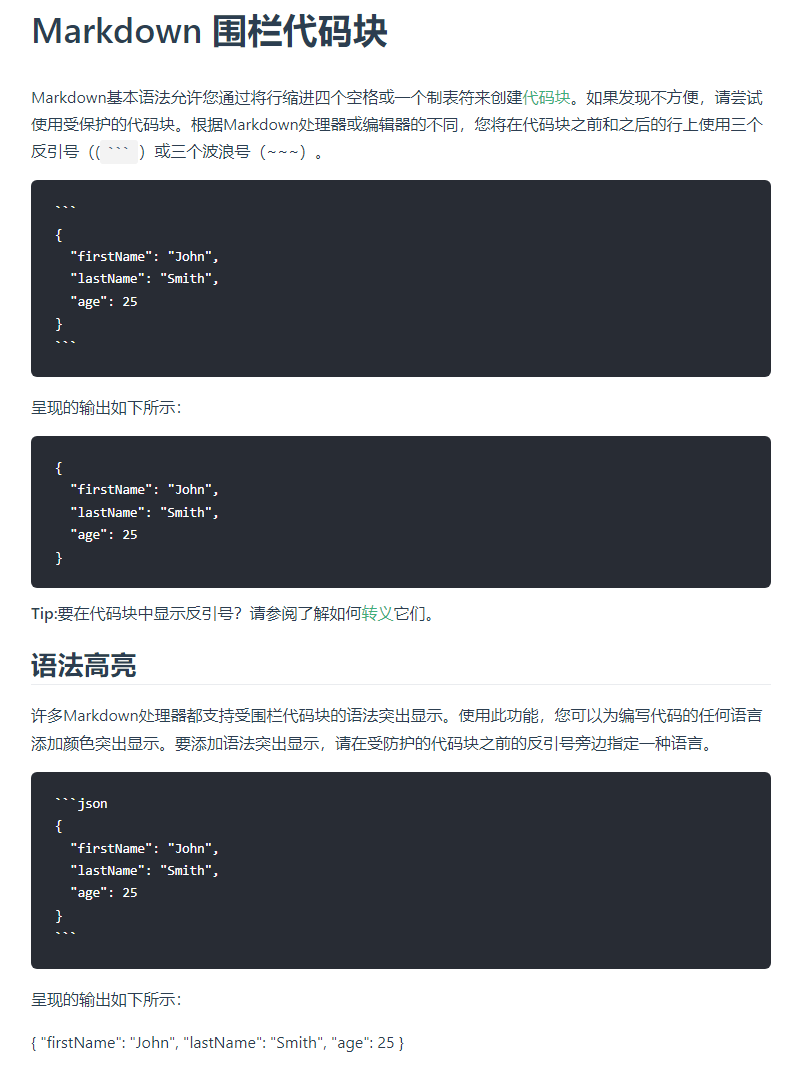 Markdown 围栏代码块
Markdown基本语法允许您通过将行缩进四个空格或一个制表符来创建代码块。如果发现不方便，请尝试
使用受保护的代码块。根据Markdown处理器或编辑器的不同，您将在代码块之前和之后的行上使用三个
反引号（(```）或三个波浪号（~~~）。
```
{
  "firstName": "John",
  "lastName": "Smith",
  "age": 25
}
```
呈现的输出如下所示：
{
  "firstName": "John",
  "lastName": "Smith",
  "age": 25
}
Tip:要在代码块中显示反引号？请参阅了解如何转义它们。
语法高亮
许多Markdown处理器都支持受围栏代码块的语法突出显示。使用此功能，您可以为编写代码的任何语言
添加颜色突出显示。要添加语法突出显示，请在受防护的代码块之前的反引号旁边指定一种语言。
```json
{
  "firstName": "John",
  "lastName": "Smith",
  "age": 25
}
```
呈现的输出如下所示：
{ "firstName": "John", "lastName": "Smith", "age": 25 }